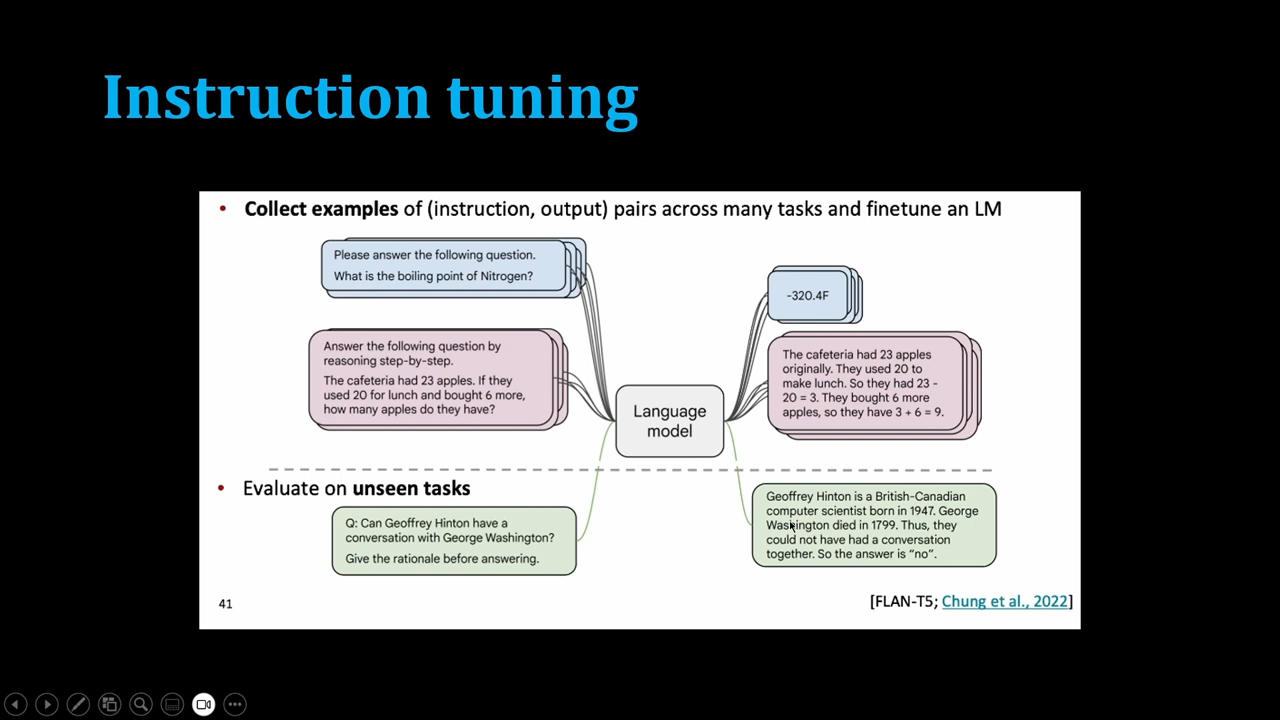 Instruction tuning
• Collect examples of (instruction, output) pairs across many tasks and finetune an LM
Please answer the following question.
What is the boiling point of Nitrogen?
-320.4F
Answer the following question by
reasoning step-by-step.
The cafeteria had 23 apples. If they
used 20 for lunch and bought 6 more,
how many apples do they have?
Language
model
The cafeteria had 23 apples
originally. They used 20 to
make lunch. So they had 23 -
20 = 3. They bought 6 more
apples, so they have 3 + 6 = 9.
• Evaluate on unseen tasks
Q: Can Geoffrey Hinton have a
conversation with George Washington?
Give the rationale before answering.
Geoffrey Hinton is a British-Canadian
computer scientist born in 1947. George
Washington died in 1799. Thus, they
could not have had a conversation
together. So the answer is “no”.
41
[FLAN-T5; Chung et al., 2022]